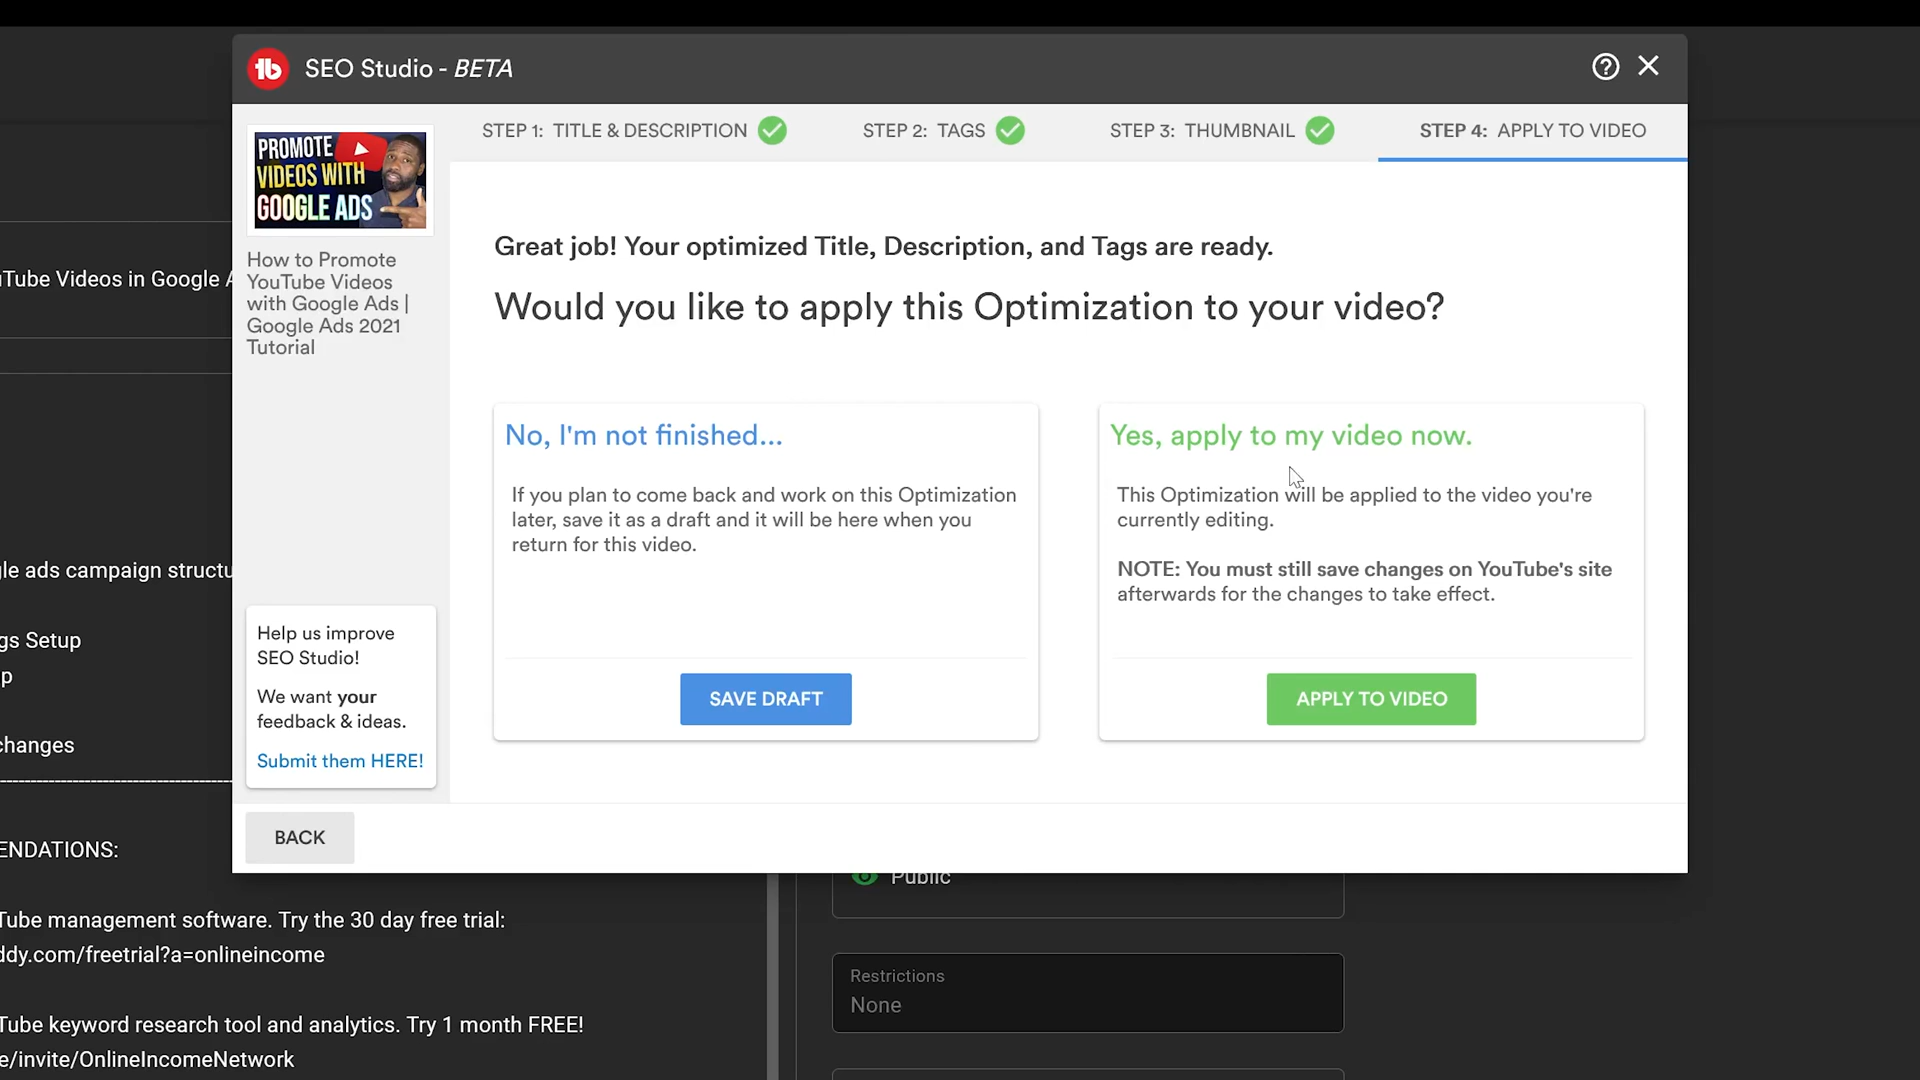 tb SEO Studio - BETA
STEP 1: TITLE & DESCRIPTION
STEP 2: TAGS
STEP 3: THUMBNAIL
STEP 4: APPLY TO VIDEO
PROMOTE
VIDEOS WITH
GOOGLE ADS
How to Promote
YouTube Videos
with Google Ads |
Google Ads 2021
Tutorial
Great job! Your optimized Title, Description, and Tags are ready.
Would you like to apply this Optimization to your video?
No, I'm not finished...
If you plan to come back and work on this Optimization
later, save it as a draft and it will be here when you
return for this video.
SAVE DRAFT
Yes, apply to my video now.
This Optimization will be applied to the video you're
currently editing.
NOTE: You must still save changes on YouTube's site
afterwards for the changes to take effect.
APPLY TO VIDEO
Help us improve
SEO Studio!
We want your
feedback & ideas.
Submit them HERE!
BACK
Tube Videos in Google
le ads campaign structu
gs Setup
p
changes
ENDATIONS:
Tube management software. Try the 30 day free trial:
ddy.com/freetrial?a=onlineincome
Tube keyword research tool and analytics. Try 1 month FREE!
e/invite/OnlineIncomeNetwork
Public
Restrictions
None